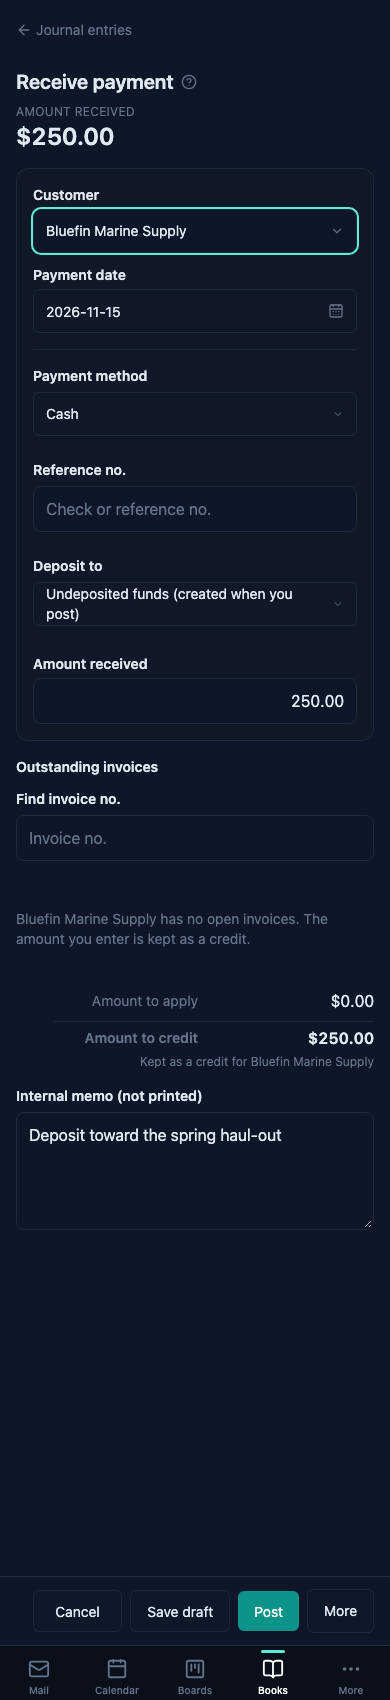 Journal entries
Receive payment
AMOUNT RECEIVED
$250.00
Customer
Bluefin Marine Supply
Payment date
2026-11-15
Payment method
Cash
Reference no.
Check or reference no.
Deposit to
Undeposited funds (created when you
post)
Amount received
250.00
Outstanding invoices
Find invoice no.
Invoice no.
Bluefin Marine Supply has no open invoices. The
amount you enter is kept as a credit.
Amount to apply $0.00
Amount to credit $250.00
Kept as a credit for Bluefin Marine Supply
Internal memo (not printed)
Deposit toward the spring haul-out
Cancel Save draft Post More
Mail Calendar Boards Books More